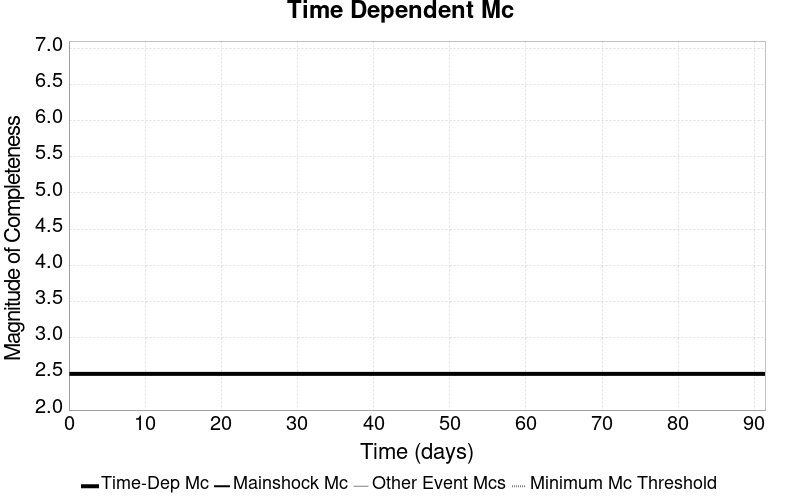 Time Dependent Mc
Magnitude of Completeness
7.0
6.5
6.0
5.5
5.0
4.5
4.0
3.5
3.0
2.5
2.0
0 10 20 30 40 50 60 70 80 90
Time (days)
Time-Dep Mc Mainshock Mc Other Event Mcs Minimum Mc Threshold